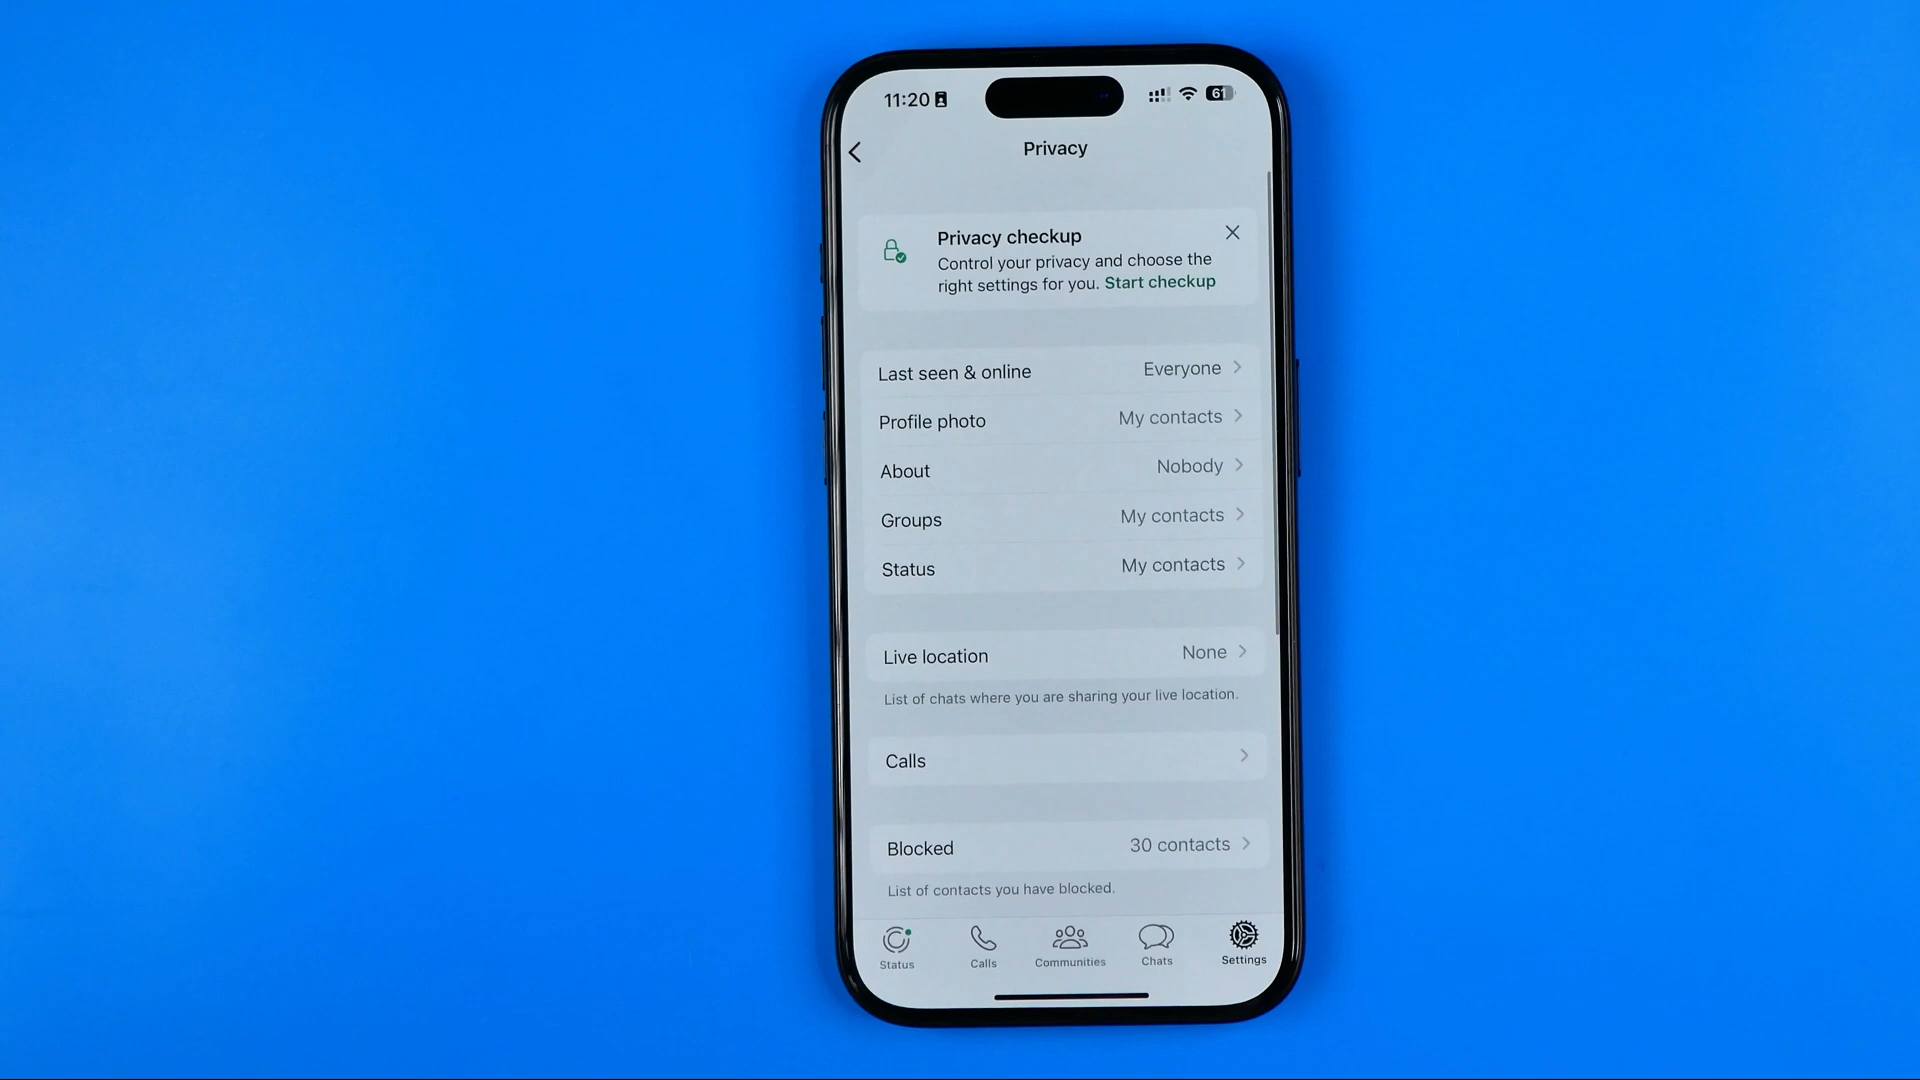 11:20
61
Privacy
Privacy checkup
Control your privacy and choose the
right settings for you. Start checkup
Last seen & online Everyone
Profile photo My contacts
About Nobody
Groups My contacts
Status My contacts
Live location None
List of chats where you are sharing your live location.
Calls
Blocked 30 contacts
List of contacts you have blocked.
Status Calls Communities Chats Settings